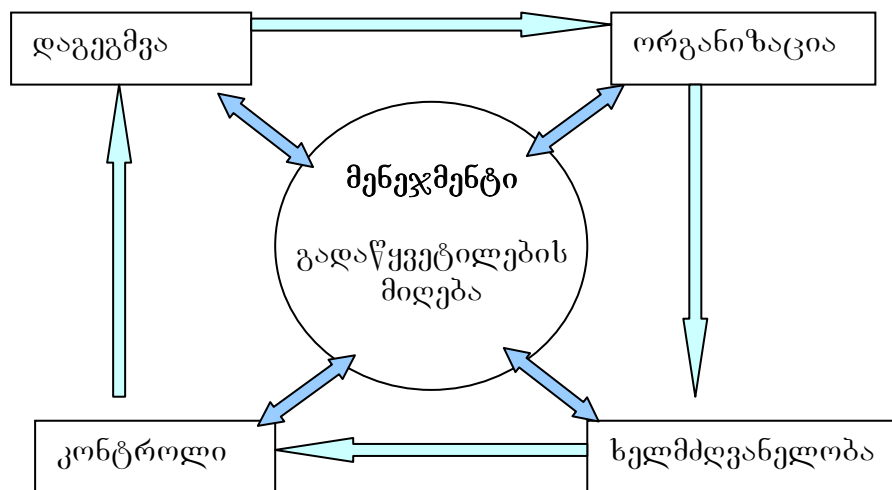 დაგეგმვა
ორგანიზაცია
მენეჯმენტი
გადაწყვეტილების
მიღება
კონტროლი
ხელმძღვანელობა